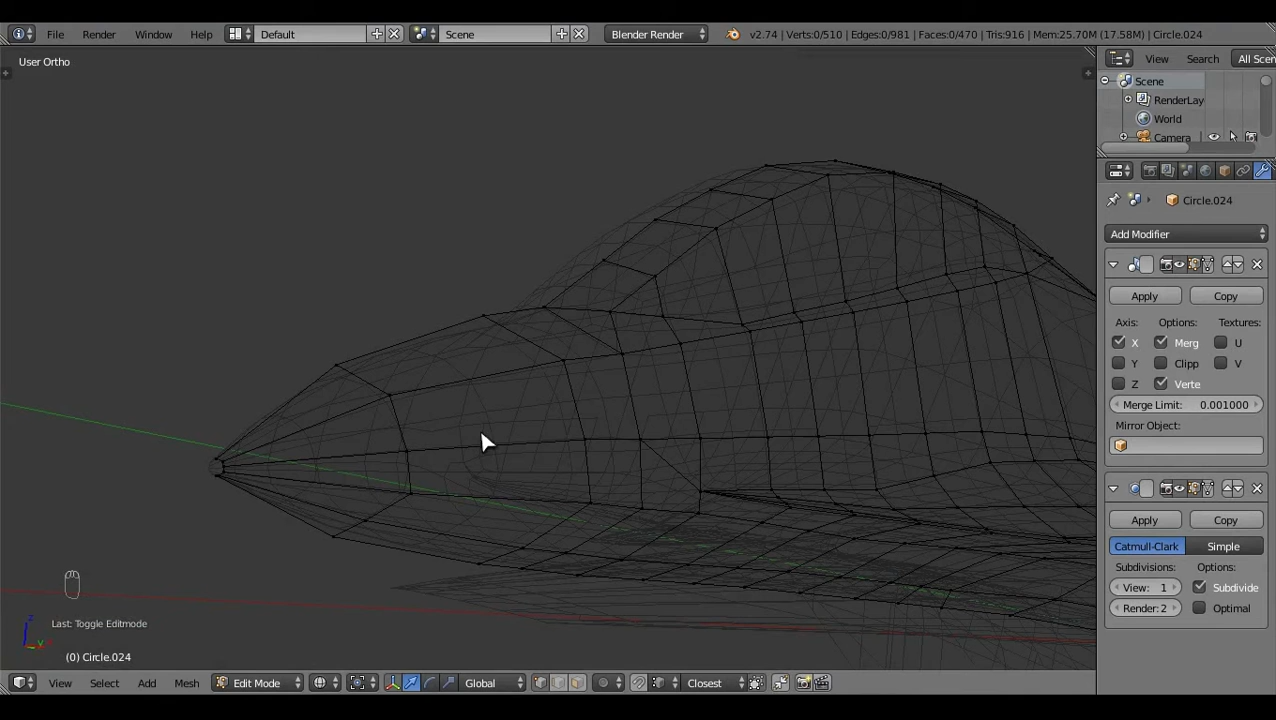 File Render Window Help Default Scene Blender Render v2.74 | Verts:0/510 | Edges:0/981 | Faces:0/470 | Tris:916 | Mem:25.70M (17.58M) | Circle.024
User Ortho
View Search All Scen
Scene
RenderLay
World
Camera
Circle.024
Add Modifier
Apply Copy
Axis: Options: Textures:
X Merg U
Y Clipp V
Z Verte
Merge Limit: 0.001000
Mirror Object:
Apply Copy
Catmull-Clark Simple
Subdivisions: Options:
View: 1 Subdivide
Render: 2 Optimal
Last: Toggle Editmode
z
y
(0) Circle.024
View Select Add Mesh Edit Mode Global Closest